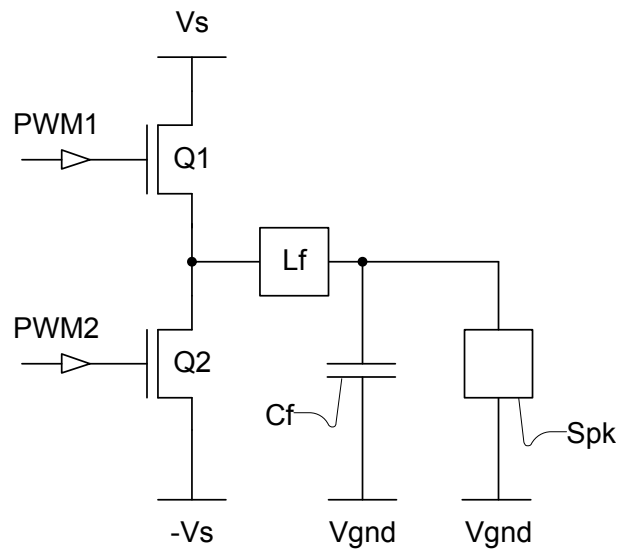 Vs
PWM1
Q1
Lf
PWM2
Q2
Cf
Spk
-Vs
Vgnd
Vgnd